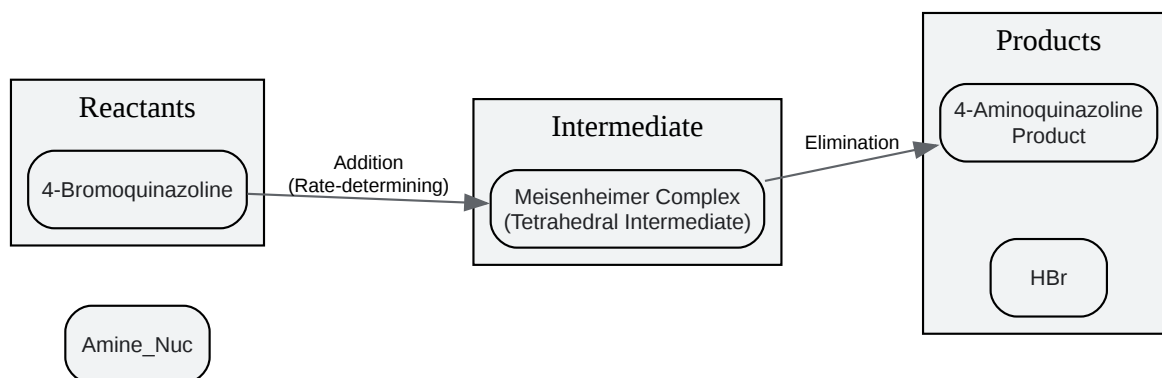 Reactants
4-Bromoquinazoline
Amine_Nuc
Addition
(Rate-determining)
Intermediate
Meisenheimer Complex
(Tetrahedral Intermediate)
Elimination
Products
4-Aminoquinazoline
Product
HBr